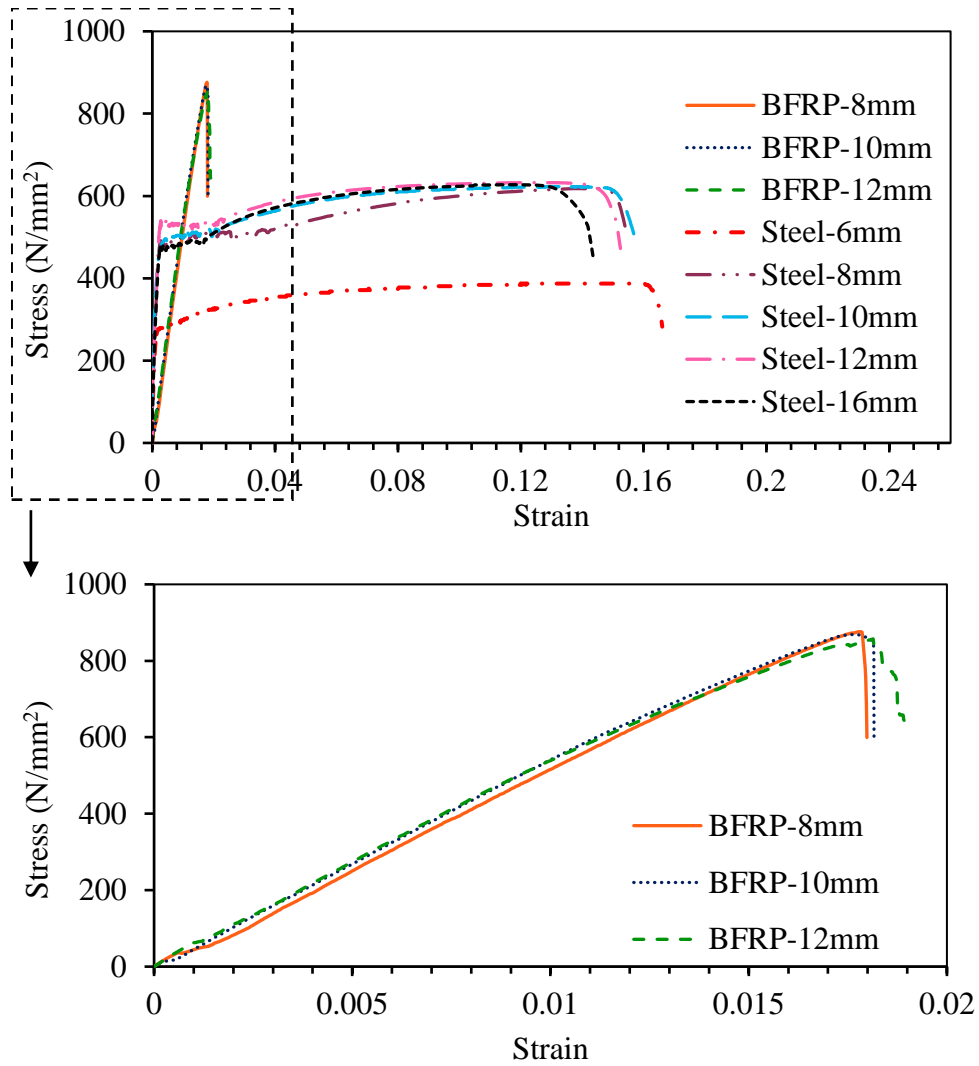 1000
800
600
400
200
0
Stress (N/mm²)
0 0.04 0.08 0.12 0.16 0.2 0.24
Strain
BFRP-8mm
BFRP-10mm
BFRP-12mm
Steel-6mm
Steel-8mm
Steel-10mm
Steel-12mm
Steel-16mm
1000
800
600
400
200
0
Stress (N/mm²)
BFRP-8mm
BFRP-10mm
BFRP-12mm
0 0.005 0.01 0.015 0.02
Strain